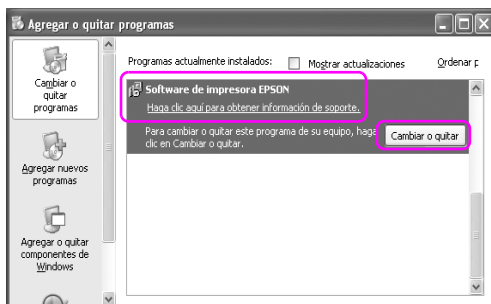 Agregar o quitar programas
Cambiar o
quitar
programas
Agregar nuevos
programas
Agregar o quitar
componentes de
Windows
Programas actualmente instalados:
Mostrar actualizaciones
Ordenar p
Software de impresora EPSON
Haga clic aquí para obtener información de soporte.
Para cambiar o quitar este programa de su equipo, haga
clic en Cambiar o quitar.
Cambiar o quitar